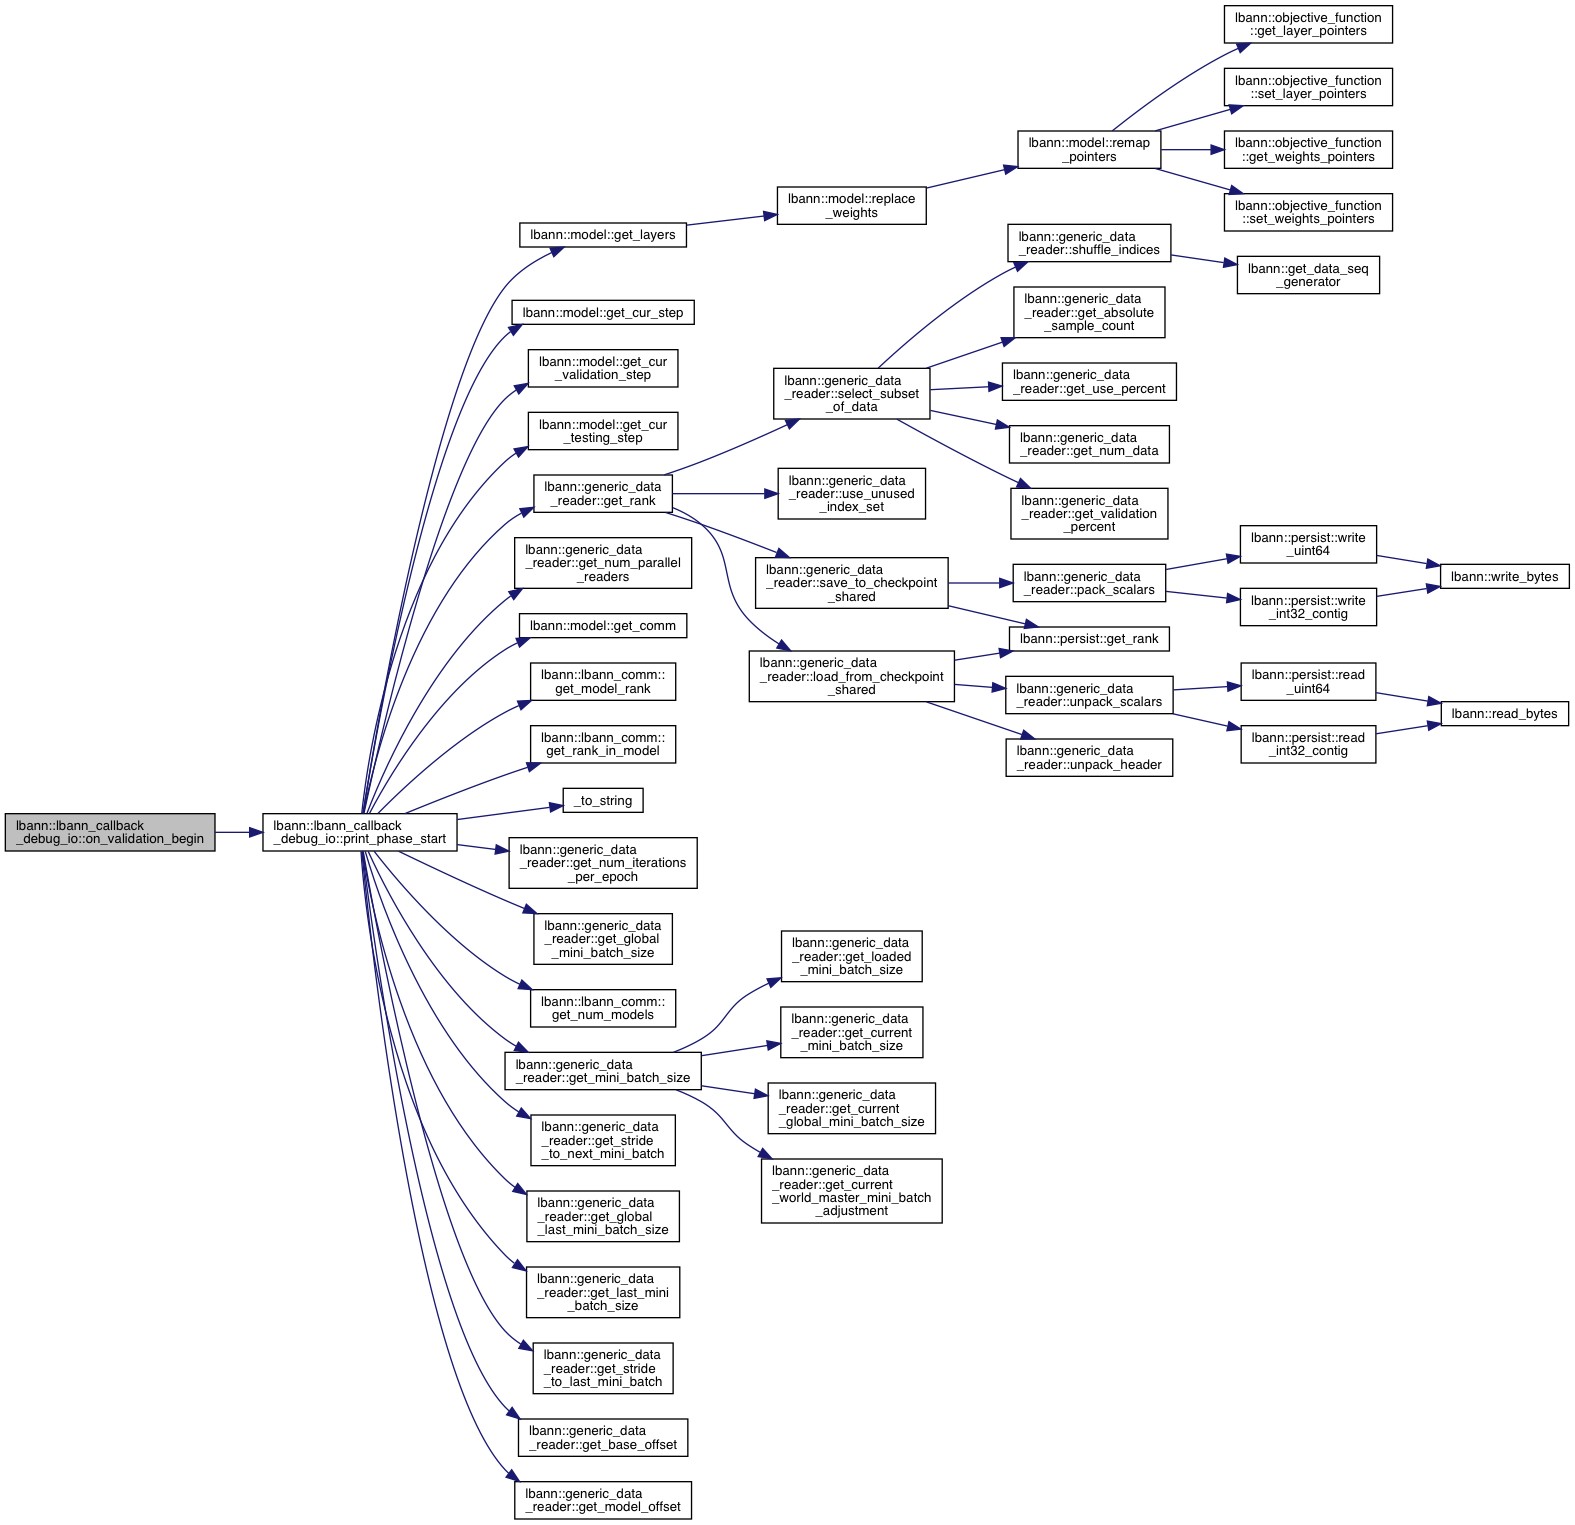 lbann::lbann_callback
_debug_io::on_validation_begin
lbann::lbann_callback
_debug_io::print_phase_start
lbann::model::get_layers
lbann::model::get_cur_step
lbann::model::get_cur
_validation_step
lbann::model::get_cur
_testing_step
lbann::generic_data
_reader::get_rank
lbann::generic_data
_reader::get_num_parallel
_readers
lbann::model::get_comm
lbann::lbann_comm::
get_model_rank
lbann::lbann_comm::
get_rank_in_model
_to_string
lbann::generic_data
_reader::get_num_iterations
_per_epoch
lbann::generic_data
_reader::get_global
_mini_batch_size
lbann::lbann_comm::
get_num_models
lbann::generic_data
_reader::get_mini_batch_size
lbann::generic_data
_reader::get_stride
_to_next_mini_batch
lbann::generic_data
_reader::get_global
_last_mini_batch_size
lbann::generic_data
_reader::get_last_mini
_batch_size
lbann::generic_data
_reader::get_stride
_to_last_mini_batch
lbann::generic_data
_reader::get_base_offset
lbann::generic_data
_reader::get_model_offset
lbann::model::replace
_weights
lbann::generic_data
_reader::select_subset
_of_data
lbann::generic_data
_reader::use_unused
_index_set
lbann::generic_data
_reader::save_to_checkpoint
_shared
lbann::generic_data
_reader::load_from_checkpoint
_shared
lbann::generic_data
_reader::get_loaded
_mini_batch_size
lbann::generic_data
_reader::get_current
_mini_batch_size
lbann::generic_data
_reader::get_current
_global_mini_batch_size
lbann::generic_data
_reader::get_current
_world_master_mini_batch
_adjustment
lbann::model::remap
_pointers
lbann::generic_data
_reader::shuffle_indices
lbann::generic_data
_reader::get_absolute
_sample_count
lbann::generic_data
_reader::get_use_percent
lbann::generic_data
_reader::get_num_data
lbann::generic_data
_reader::get_validation
_percent
lbann::generic_data
_reader::pack_scalars
lbann::persist::get_rank
lbann::generic_data
_reader::unpack_scalars
lbann::generic_data
_reader::unpack_header
lbann::objective_function
::get_layer_pointers
lbann::objective_function
::set_layer_pointers
lbann::objective_function
::get_weights_pointers
lbann::objective_function
::set_weights_pointers
lbann::get_data_seq
_generator
lbann::persist::write
_uint64
lbann::persist::write
_int32_contig
lbann::persist::read
_uint64
lbann::persist::read
_int32_contig
lbann::write_bytes
lbann::read_bytes